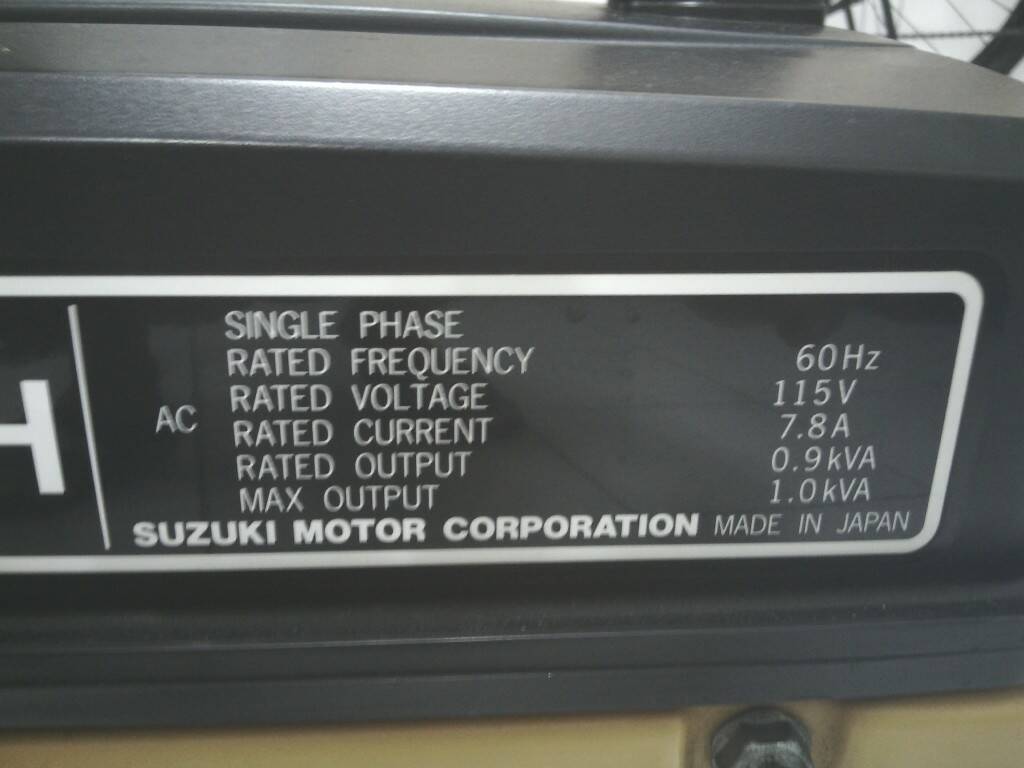 H
SINGLE PHASE
RATED FREQUENCY 60Hz
RATED VOLTAGE 115V
AC RATED CURRENT 7.8A
RATED OUTPUT 0.9kVA
MAX OUTPUT 1.0kVA
SUZUKI MOTOR CORPORATION MADE IN JAPAN